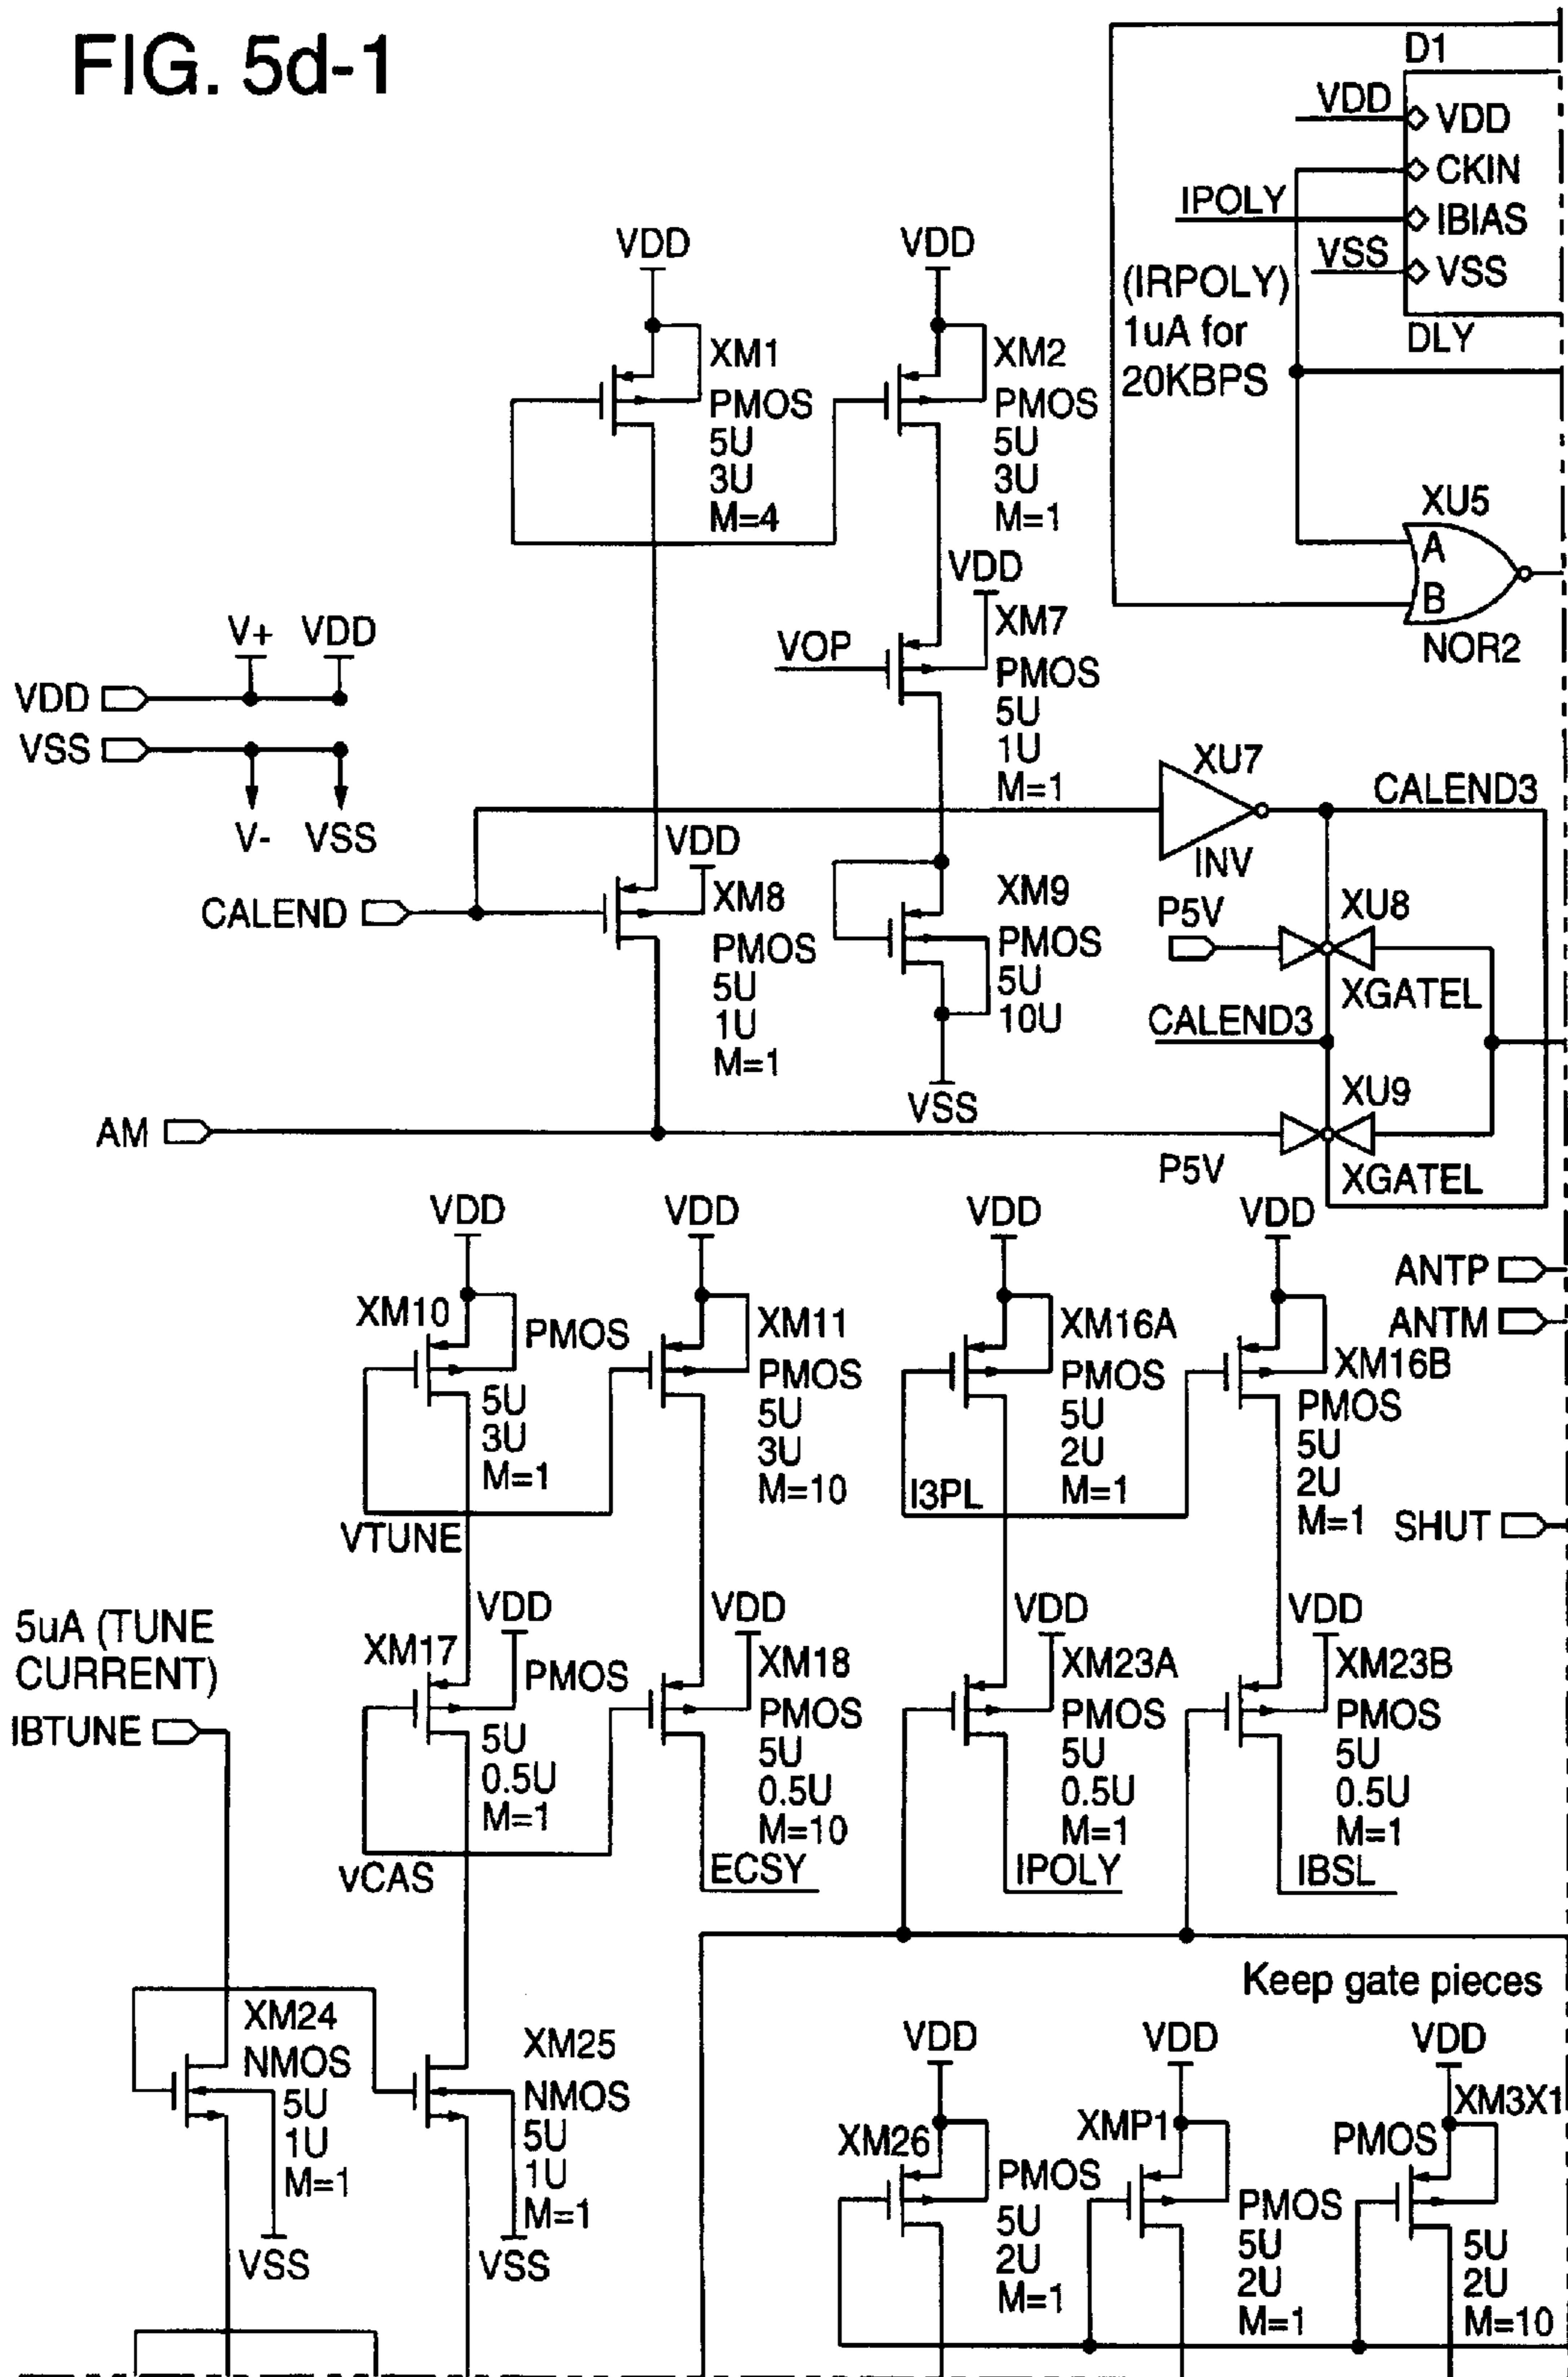 FIG. 5d-1
D1
VDD
VDD
CKIN
IPOLY
IBIAS
VSS
VSS
(IRPOLY)
1uA for
20KBPS
DLY
VDD
VDD
XM1
PMOS
5U
3U
M=4
XM2
PMOS
5U
3U
M=1
XU5
A
B
NOR2
VDD
XM7
VOP
PMOS
5U
1U
M=1
V+
VDD
VDD
VSS
V-
VSS
XU7
INV
CALEND3
CALEND
VDD
XM8
PMOS
5U
1U
M=1
XM9
PMOS
5U
10U
VSS
P5V
XU8
XGATEL
CALEND3
XU9
P5V
XGATEL
AM
VDD
XM10
PMOS
5U
3U
M=1
VTUNE
VDD
XM11
PMOS
5U
3U
M=10
VDD
XM16A
PMOS
5U
2U
M=1
I3PL
VDD
XM16B
PMOS
5U
2U
M=1
ANTP
ANTM
SHUT
5uA (TUNE
CURRENT)
IBTUNE
VDD
XM17
PMOS
5U
0.5U
M=1
vCAS
VDD
XM18
PMOS
5U
0.5U
M=10
ECSY
VDD
XM23A
PMOS
5U
0.5U
M=1
IPOLY
VDD
XM23B
PMOS
5U
0.5U
M=1
IBSL
Keep gate pieces
XM24
NMOS
5U
1U
M=1
VSS
XM25
NMOS
5U
1U
M=1
VSS
VDD
XM26
PMOS
5U
2U
M=1
VDD
XMP1
PMOS
5U
2U
M=1
VDD
XM3X1
PMOS
5U
2U
M=10